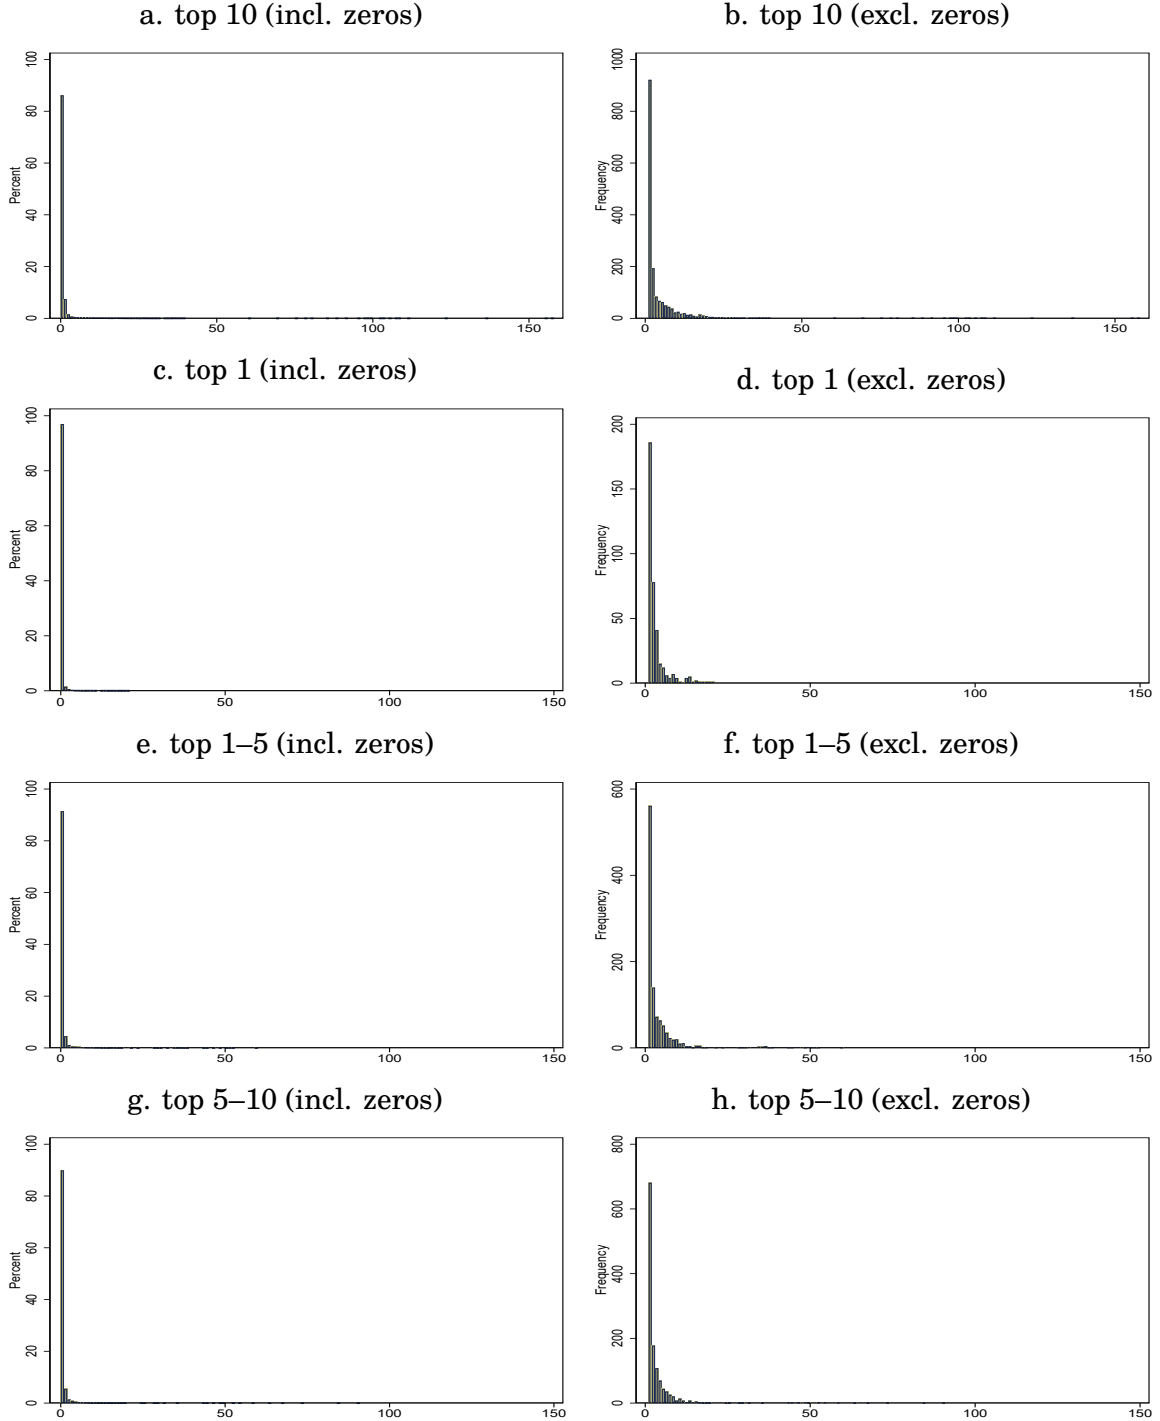 a. top 10 (incl. zeros)
Percent
100
80
60
40
20
0
0 50 100 150
b. top 10 (excl. zeros)
Frequency
1000
800
600
400
200
0
0 50 100 150
c. top 1 (incl. zeros)
Percent
100
80
60
40
20
0
0 50 100 150
d. top 1 (excl. zeros)
Frequency
200
150
100
50
0
0 50 100 150
e. top 1–5 (incl. zeros)
Percent
100
80
60
40
20
0
0 50 100 150
f. top 1–5 (excl. zeros)
Frequency
600
400
200
0
0 50 100 150
g. top 5–10 (incl. zeros)
Percent
100
80
60
40
20
0
0 50 100 150
h. top 5–10 (excl. zeros)
Frequency
800
600
400
200
0
0 50 100 150